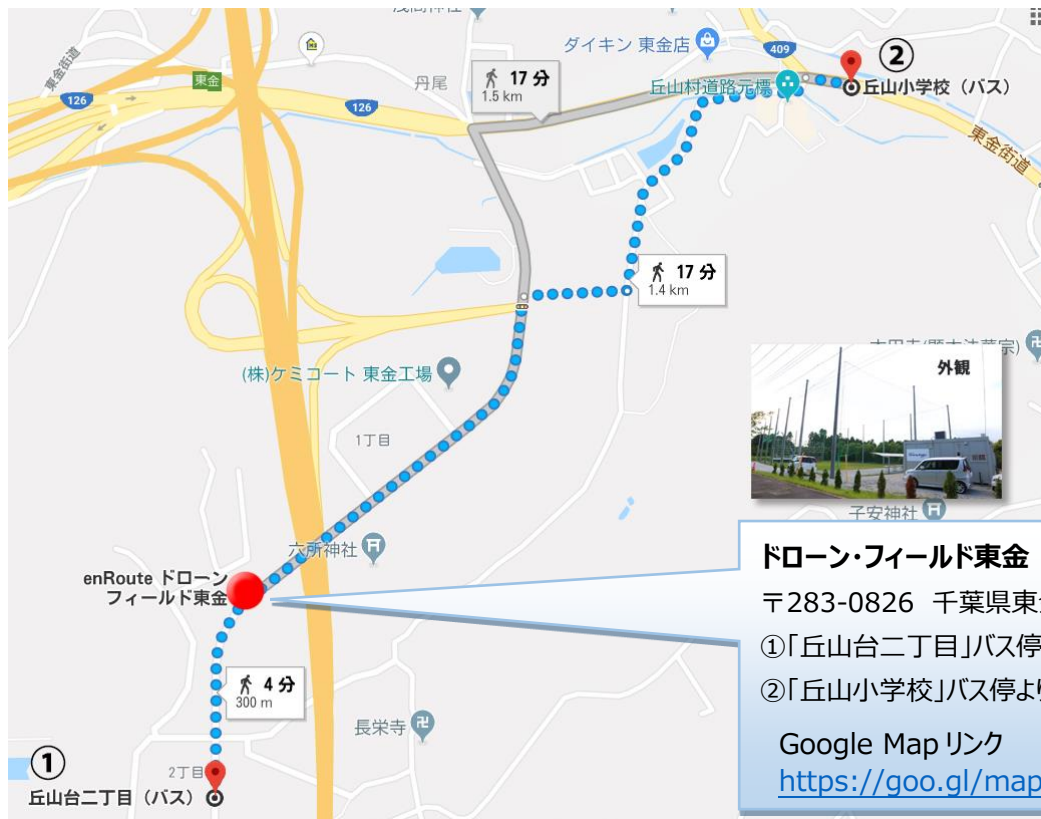 ダイキン 東金店
409
②
17 分
1.5 km
丹尾
東金街道
東金
126
126
丘山村道路元標
丘山小学校（バス）
東金街道
17 分
1.4 km
(株)ケミコート 東金工場
外観
1丁目
子安神社
六所神社
enRoute ドローン
フィールド東金
4 分
300 m
長栄寺
①
2丁目
丘山台二丁目（バス）
ドローン・フィールド東金
〒283-0826 千葉県東
①「丘山台二丁目」バス停
②「丘山小学校」バス停よ
Google Map リンク
https://goo.gl/map